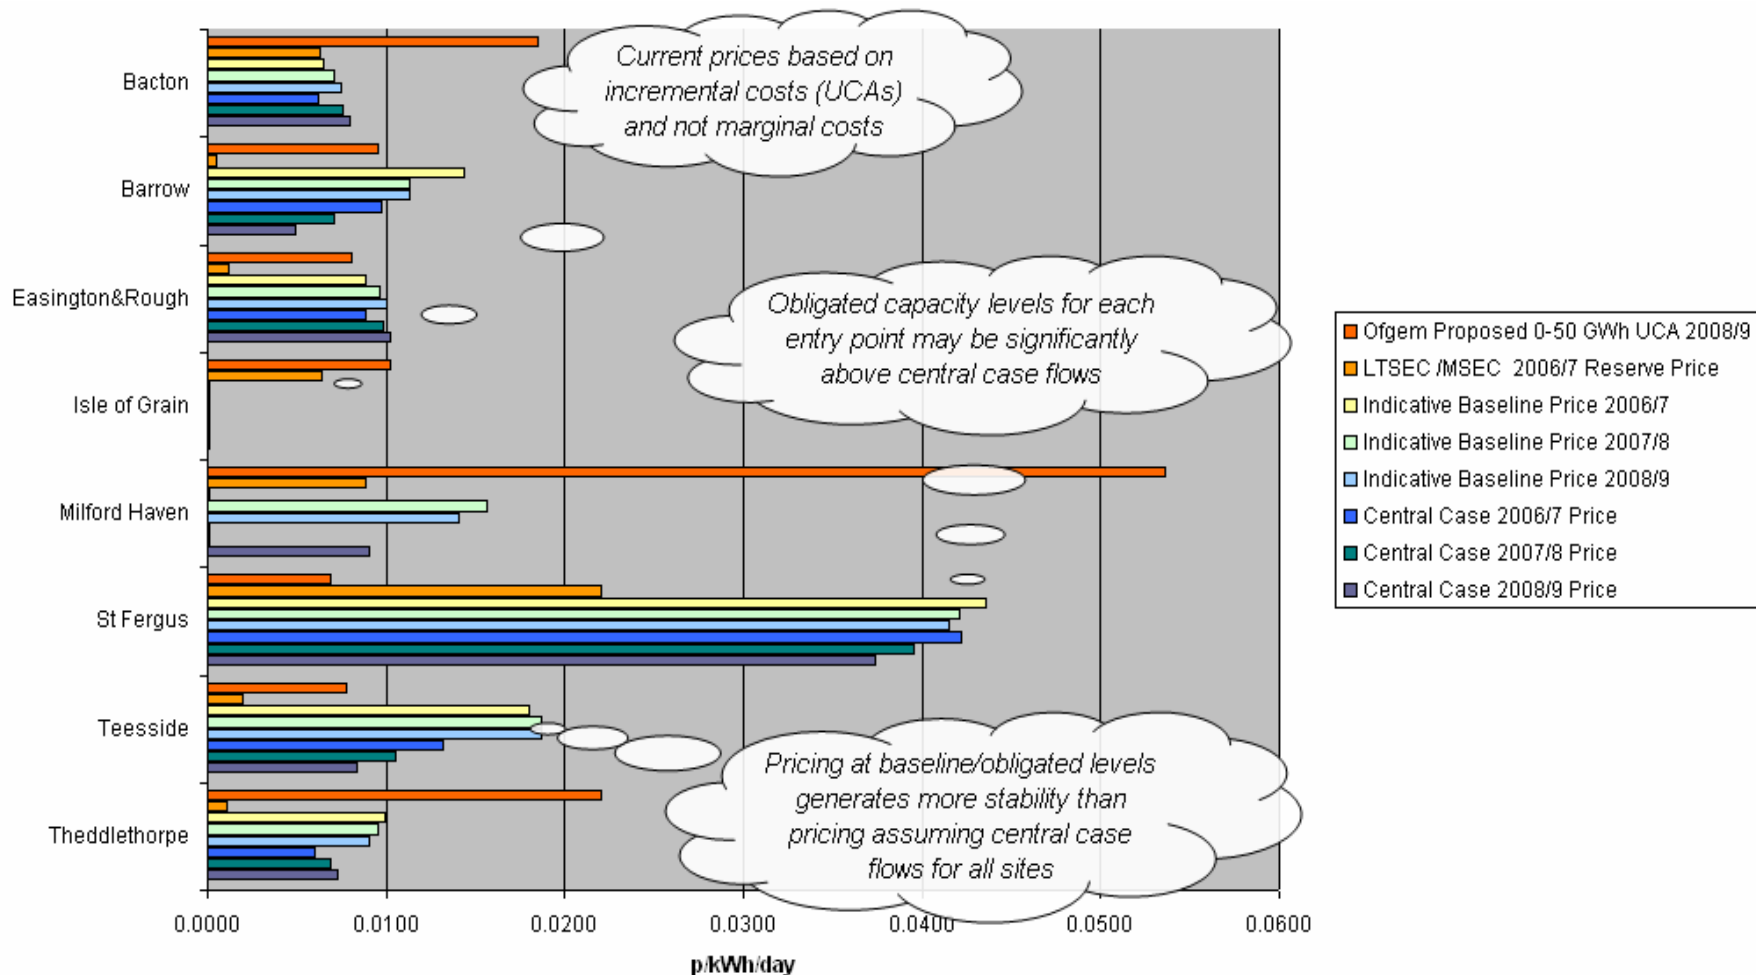 Current prices based on
incremental costs (UCAs)
and not marginal costs
Bacton
Barrow
Easington&Rough
Isle of Grain
Milford Haven
St Fergus
Teesside
Theddlethorpe
Obligated capacity levels for each
entry point may be significantly
above central case flows
Pricing at baseline/obligated levels
generates more stability than
pricing assuming central case
flows for all sites
0.0000 0.0100 0.0200 0.0300 0.0400 0.0500 0.0600
p/kWh/day
Ofgem Proposed 0-50 GWh UCA 2008/9
LTSEC /MSEC 2006/7 Reserve Price
Indicative Baseline Price 2006/7
Indicative Baseline Price 2007/8
Indicative Baseline Price 2008/9
Central Case 2006/7 Price
Central Case 2007/8 Price
Central Case 2008/9 Price